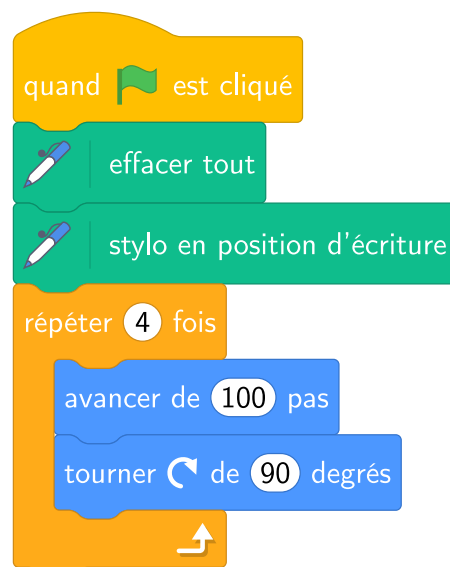 quand est cliqué
effacer tout
stylo en position d'écriture
répéter 4 fois
avancer de 100 pas
tourner de 90 degrés